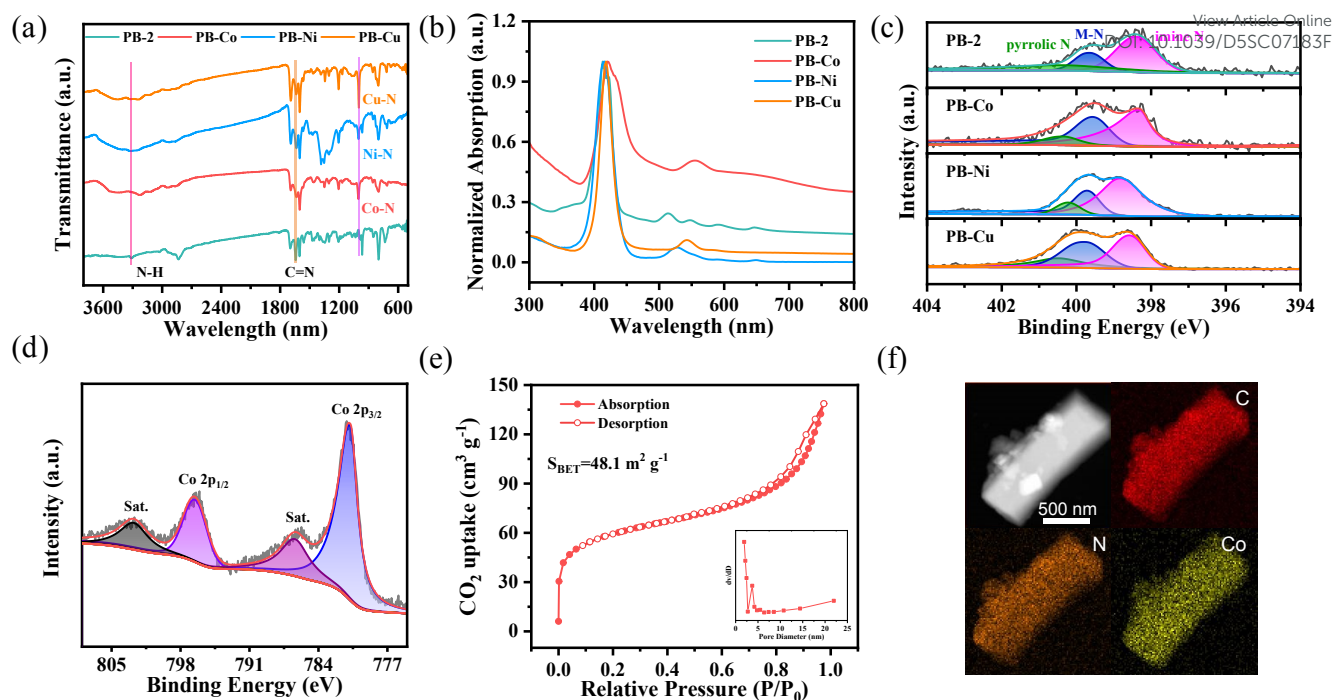 View Article Online
DOI: 10.1039/D5SC07183F
(a)
PB-2 PB-Co PB-Ni PB-Cu
Transmittance (a.u.)
Cu-N
Ni-N
Co-N
N-H
C=N
3600 3000 2400 1800 1200 600
Wavelength (nm)
(b)
Normalized Absorption (a.u.)
1.2
0.9
0.6
0.3
0.0
PB-2
PB-Co
PB-Ni
PB-Cu
300 400 500 600 700 800
Wavelength (nm)
(c)
Intensity (a.u.)
PB-2
pyrrolic N
M-N
imine N
PB-Co
PB-Ni
PB-Cu
404 402 400 398 396 394
Binding Energy (eV)
(d)
Intensity (a.u.)
Sat.
Co 2p1/2
Sat.
Co 2p3/2
805 798 791 784 777
Binding Energy (eV)
(e)
CO2 uptake (cm3 g-1)
150
120
90
60
30
0
Absorption
Desorption
SBET=48.1 m2 g-1
dv/dD
0 5 10 15 20 25
Pore Diameter (nm)
0.0 0.2 0.4 0.6 0.8 1.0
Relative Pressure (P/P0)
(f)
500 nm
C
N
Co